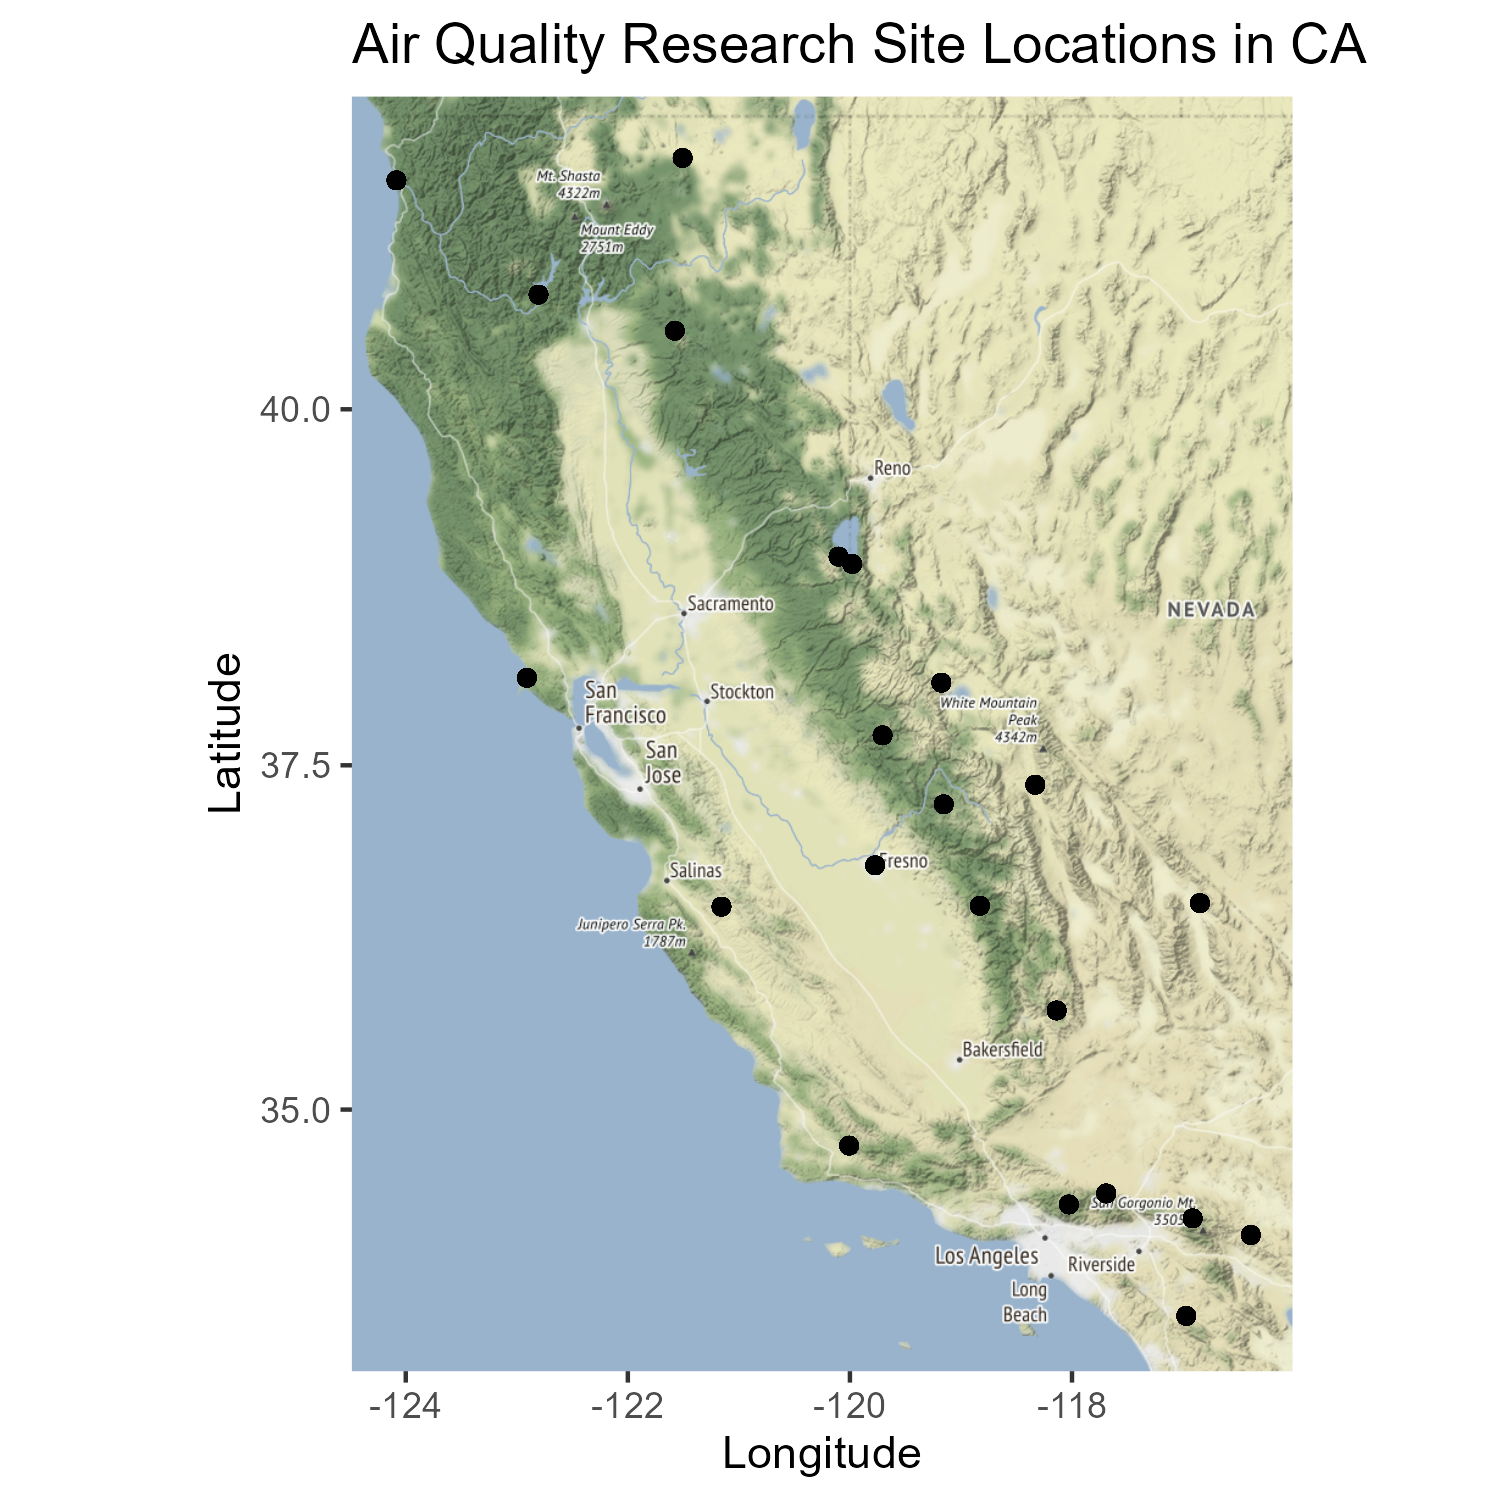 Air Quality Research Site Locations in CA
Mt. Shasta
4322m
Mount Eddy
2751m
40.0
Reno
Sacramento
NEVADA
San
Francisco
Stockton
White Mountain
Peak
4342m
Latitude
37.5
San
Jose
Fresno
Salinas
Junipero Serra Pk.
1787m
Bakersfield
35.0
San Gorgonio Mt.
3505
Los Angeles
Riverside
Long
Beach
-124
-122
-120
-118
Longitude